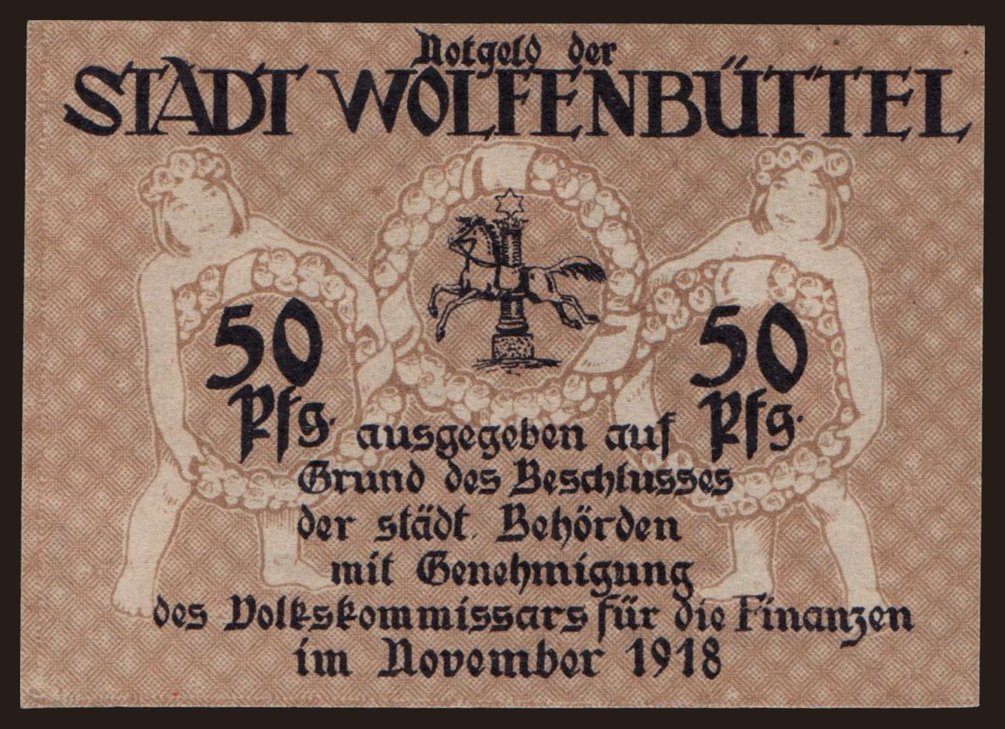 Notgeld der
STADT WOLFENBÜTTEL
50 50
Pfg. ausgegeben auf Pfg.
Grund des Beschlusses
der städt. Behörden
mit Genehmigung
des Volkskommissars für die Finanzen
im November 1918